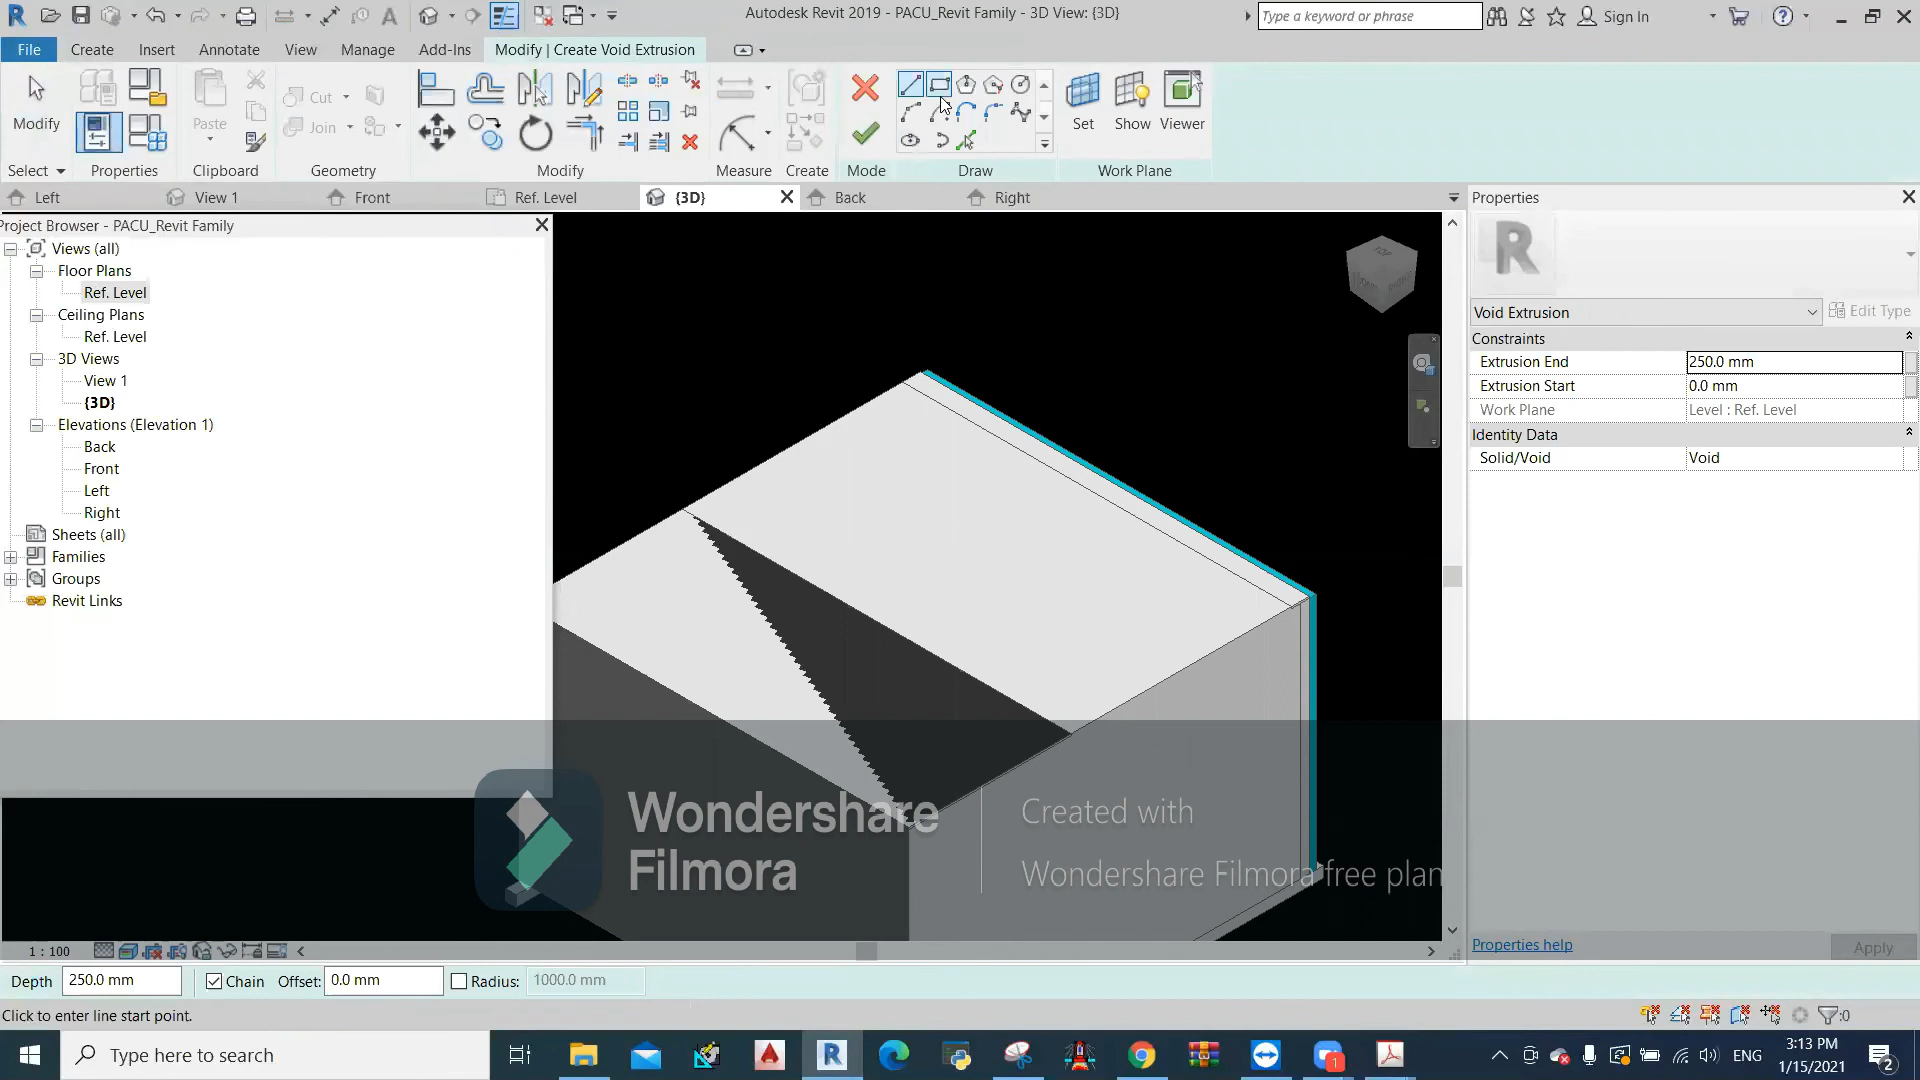 Autodesk Revit 2019 - PACU_Revit Family - 3D View: {3D}
Type a keyword or phrase
Sign In
File
Create
Insert
Annotate
View
Manage
Add-Ins
Modify | Create Void Extrusion
Modify
Paste
Cut
Join
Set
Show
Viewer
Select
Properties
Clipboard
Geometry
Modify
Measure
Create
Mode
Draw
Work Plane
Left
View 1
Front
Ref. Level
{3D}
Back
Right
Properties
Project Browser - PACU_Revit Family
Views (all)
Floor Plans
Ref. Level
Ceiling Plans
Ref. Level
3D Views
View 1
{3D}
Elevations (Elevation 1)
Back
Front
Left
Right
Sheets (all)
Families
Groups
Revit Links
TOP
R
Void Extrusion
Edit Type
Constraints
Extrusion End 250.0 mm
Extrusion Start 0.0 mm
Work Plane Level : Ref. Level
Identity Data
Solid/Void Void
Wondershare
Filmora
Created with
Wondershare Filmora free plan
Properties help
Apply
1 : 100
Depth 250.0 mm Chain Offset: 0.0 mm Radius: 1000.0 mm
Click to enter line start point.
:0
Type here to search
1
ENG
3:13 PM
1/15/2021
2